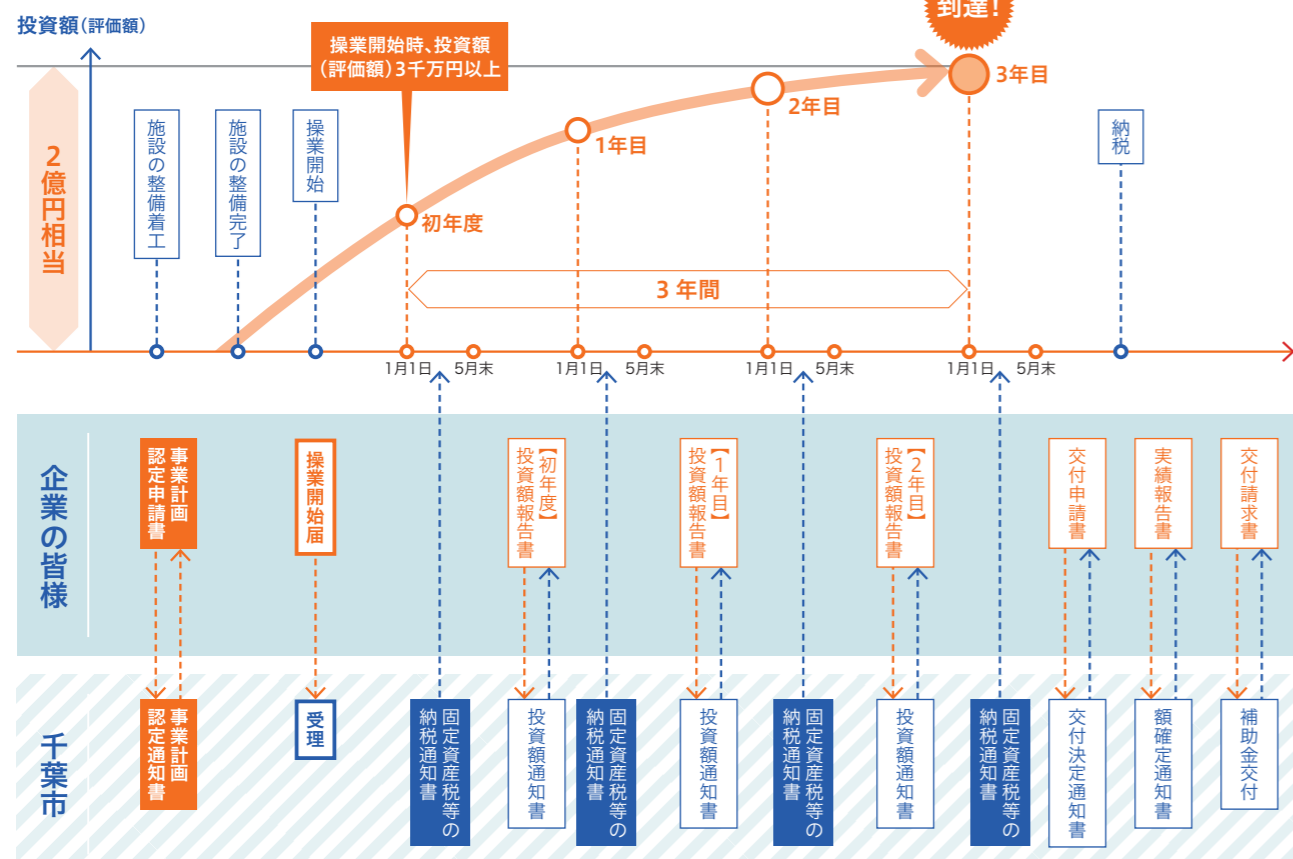 到達!
投資額(評価額)
操業開始時、投資額
(評価額)3千万円以上
2億円相当
施設の整備着工
施設の整備完了
操業開始
初年度
1年目
2年目
3年目
納税
3年間
1月1日
5月末
1月1日
5月末
1月1日
5月末
1月1日
5月末
企業の皆様
事業計画
認定申請書
操業開始届
【初年度】
投資額報告書
【1年目】
投資額報告書
【2年目】
投資額報告書
交付申請書
実績報告書
交付請求書
千葉市
事業計画
認定通知書
受理
固定資産税等の
納税通知書
投資額通知書
固定資産税等の
納税通知書
投資額通知書
固定資産税等の
納税通知書
投資額通知書
固定資産税等の
納税通知書
交付決定通知書
額確定通知書
補助金交付